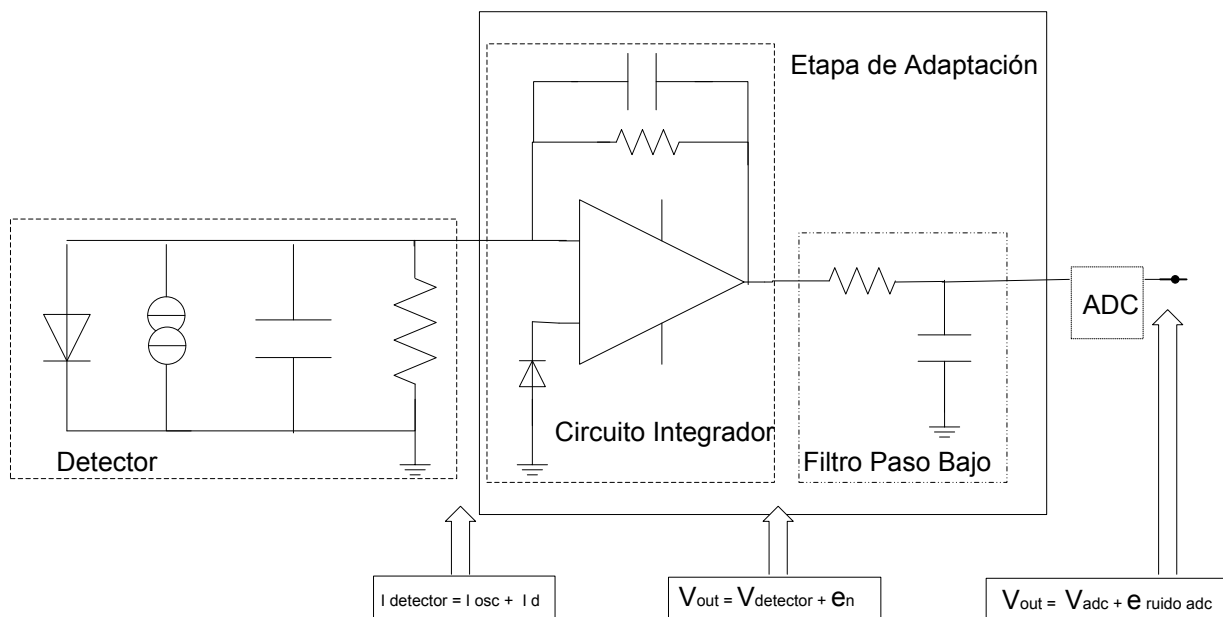 Etapa de Adaptación
ADC
Circuito Integrador
Detector
Filtro Paso Bajo
I detector = I osc + I d
Vout = Vdetector + en
Vout = Vadc + e ruido adc